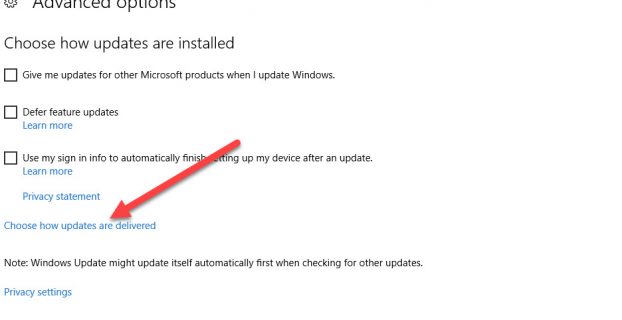 Advanced options
Choose how updates are installed
Give me updates for other Microsoft products when I update Windows.
Defer feature updates
Learn more
Use my sign in info to automatically finish setting up my device after an update.
Learn more
Privacy statement
Choose how updates are delivered
Note: Windows Update might update itself automatically first when checking for other updates.
Privacy settings